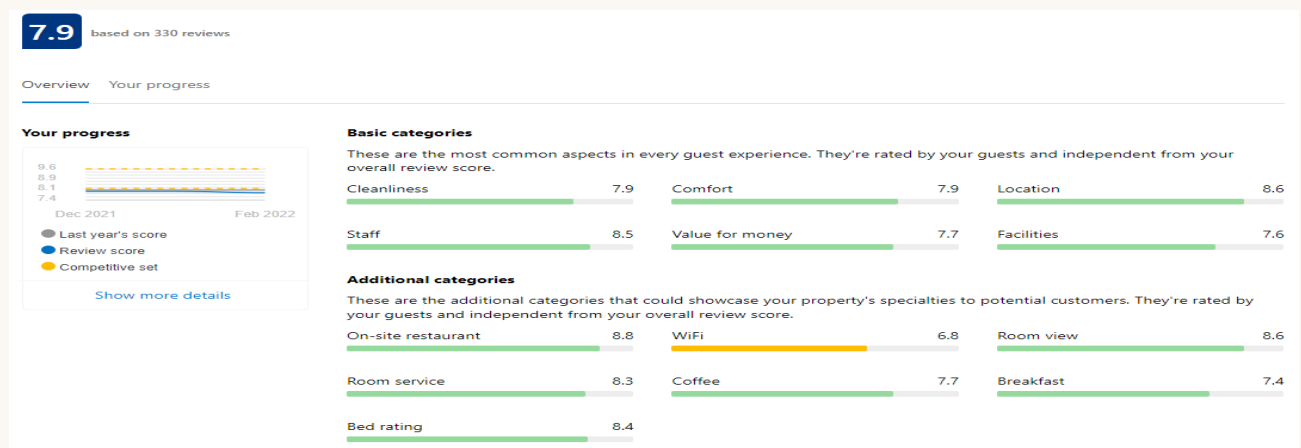 7.9 based on 330 reviews
Overview Your progress
Your progress
9.6
8.9
8.1
7.4
Dec 2021 Feb 2022
Last year's score
Review score
Competitive set
Show more details
Basic categories
These are the most common aspects in every guest experience. They're rated by your guests and independent from your
overall review score.
Cleanliness 7.9 Comfort 7.9 Location 8.6
Staff 8.5 Value for money 7.7 Facilities 7.6
Additional categories
These are the additional categories that could showcase your property's specialties to potential customers. They're rated by
your guests and independent from your overall review score.
On-site restaurant 8.8 WiFi 6.8 Room view 8.6
Room service 8.3 Coffee 7.7 Breakfast 7.4
Bed rating 8.4